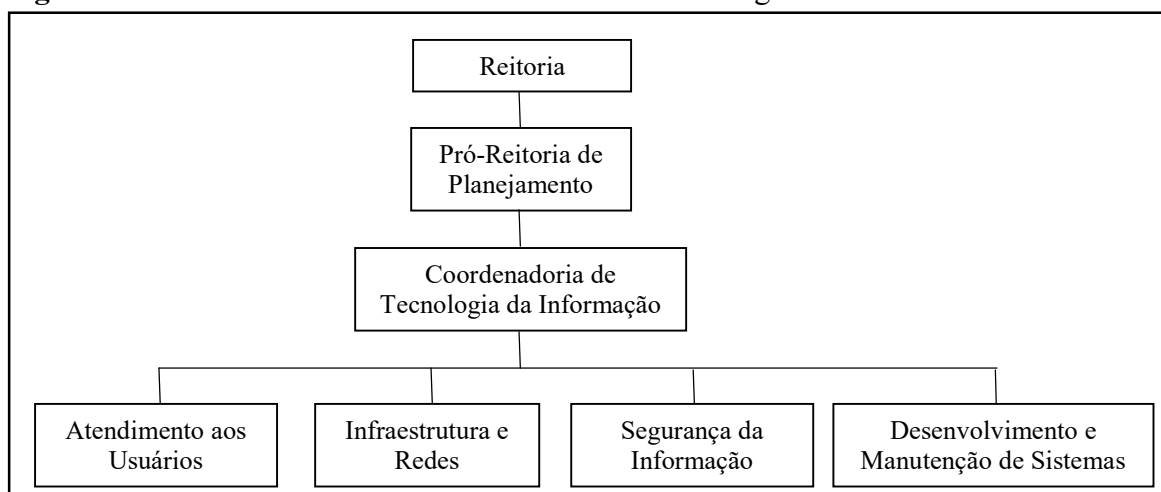 Reitoria
Pró-Reitoria de
Planejamento
Coordenadoria de
Tecnologia da Informação
Atendimento aos
Usuários
Infraestrutura e
Redes
Segurança da
Informação
Desenvolvimento e
Manutenção de Sistemas